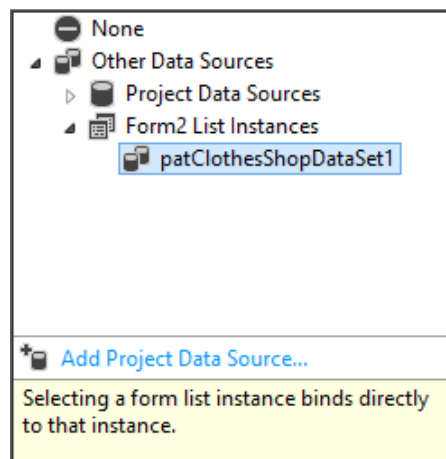 None
Other Data Sources
Project Data Sources
Form2 List Instances
patClothesShopDataSet1
Add Project Data Source...
Selecting a form list instance binds directly
to that instance.